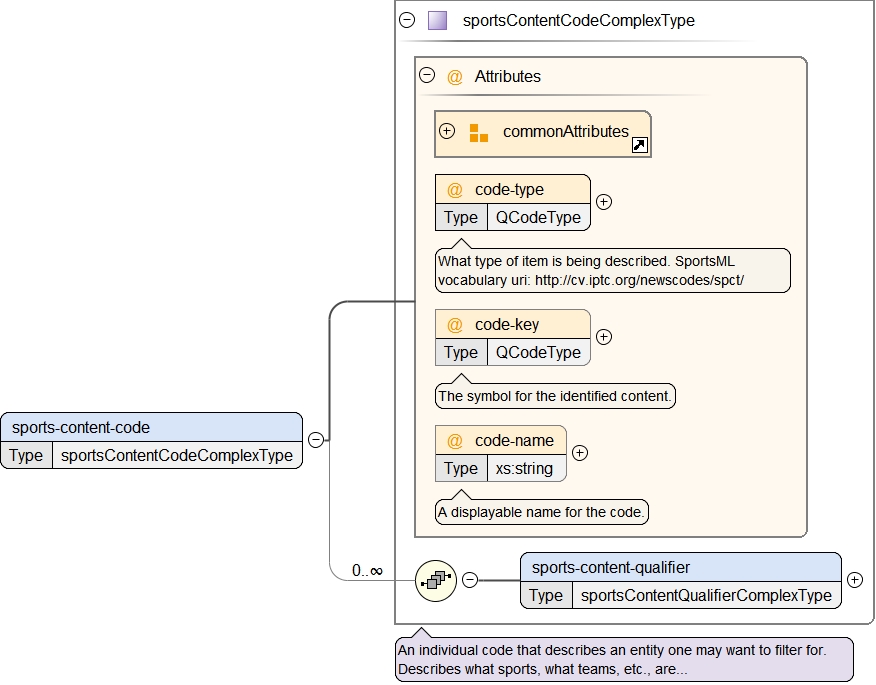 sportsContentCodeComplexType
@ Attributes
commonAttributes
@ code-type
Type QCodeType
What type of item is being described. SportsML
vocabulary uri: http://cv.iptc.org/newscodes/spct/
@ code-key
Type QCodeType
The symbol for the identified content.
sports-content-code
Type sportsContentCodeComplexType
@ code-name
Type xs:string
A displayable name for the code.
0..∞
sports-content-qualifier
Type sportsContentQualifierComplexType
An individual code that describes an entity one may want to filter for.
Describes what sports, what teams, etc., are...